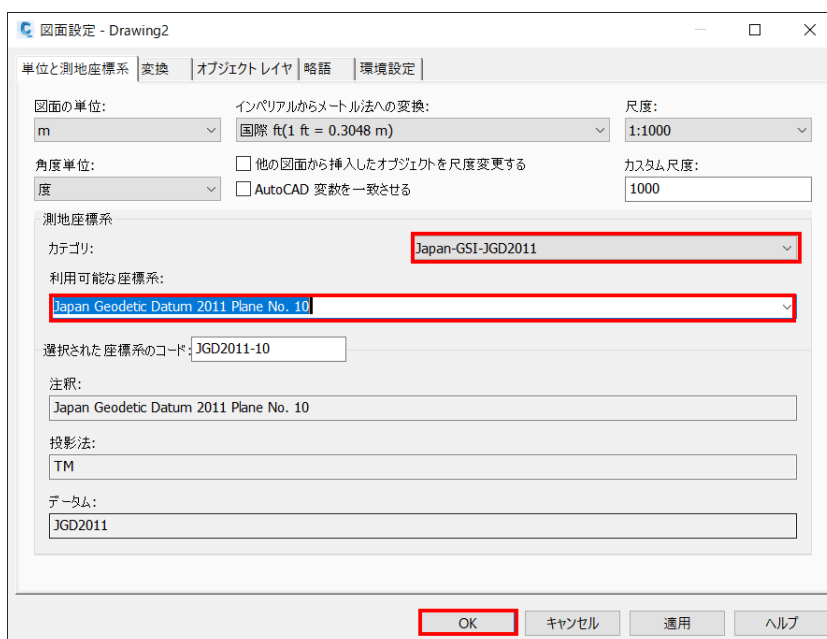 図面設定 - Drawing2
単位と測地座標系 変換 オブジェクト レイヤ 略語 環境設定
図面の単位: インペリアルからメートル法への変換: 尺度:
m 国際 ft(1 ft = 0.3048 m) 1:1000
角度単位: 他の図面から挿入したオブジェクトを尺度変更する カスタム尺度:
度 AutoCAD 変数を一致させる 1000
測地座標系
カテゴリ: Japan-GSI-JGD2011
利用可能な座標系:
Japan Geodetic Datum 2011 Plane No. 10
選択された座標系のコード: JGD2011-10
注釈:
Japan Geodetic Datum 2011 Plane No. 10
投影法:
TM
データム:
JGD2011
OK キャンセル 適用 ヘルプ